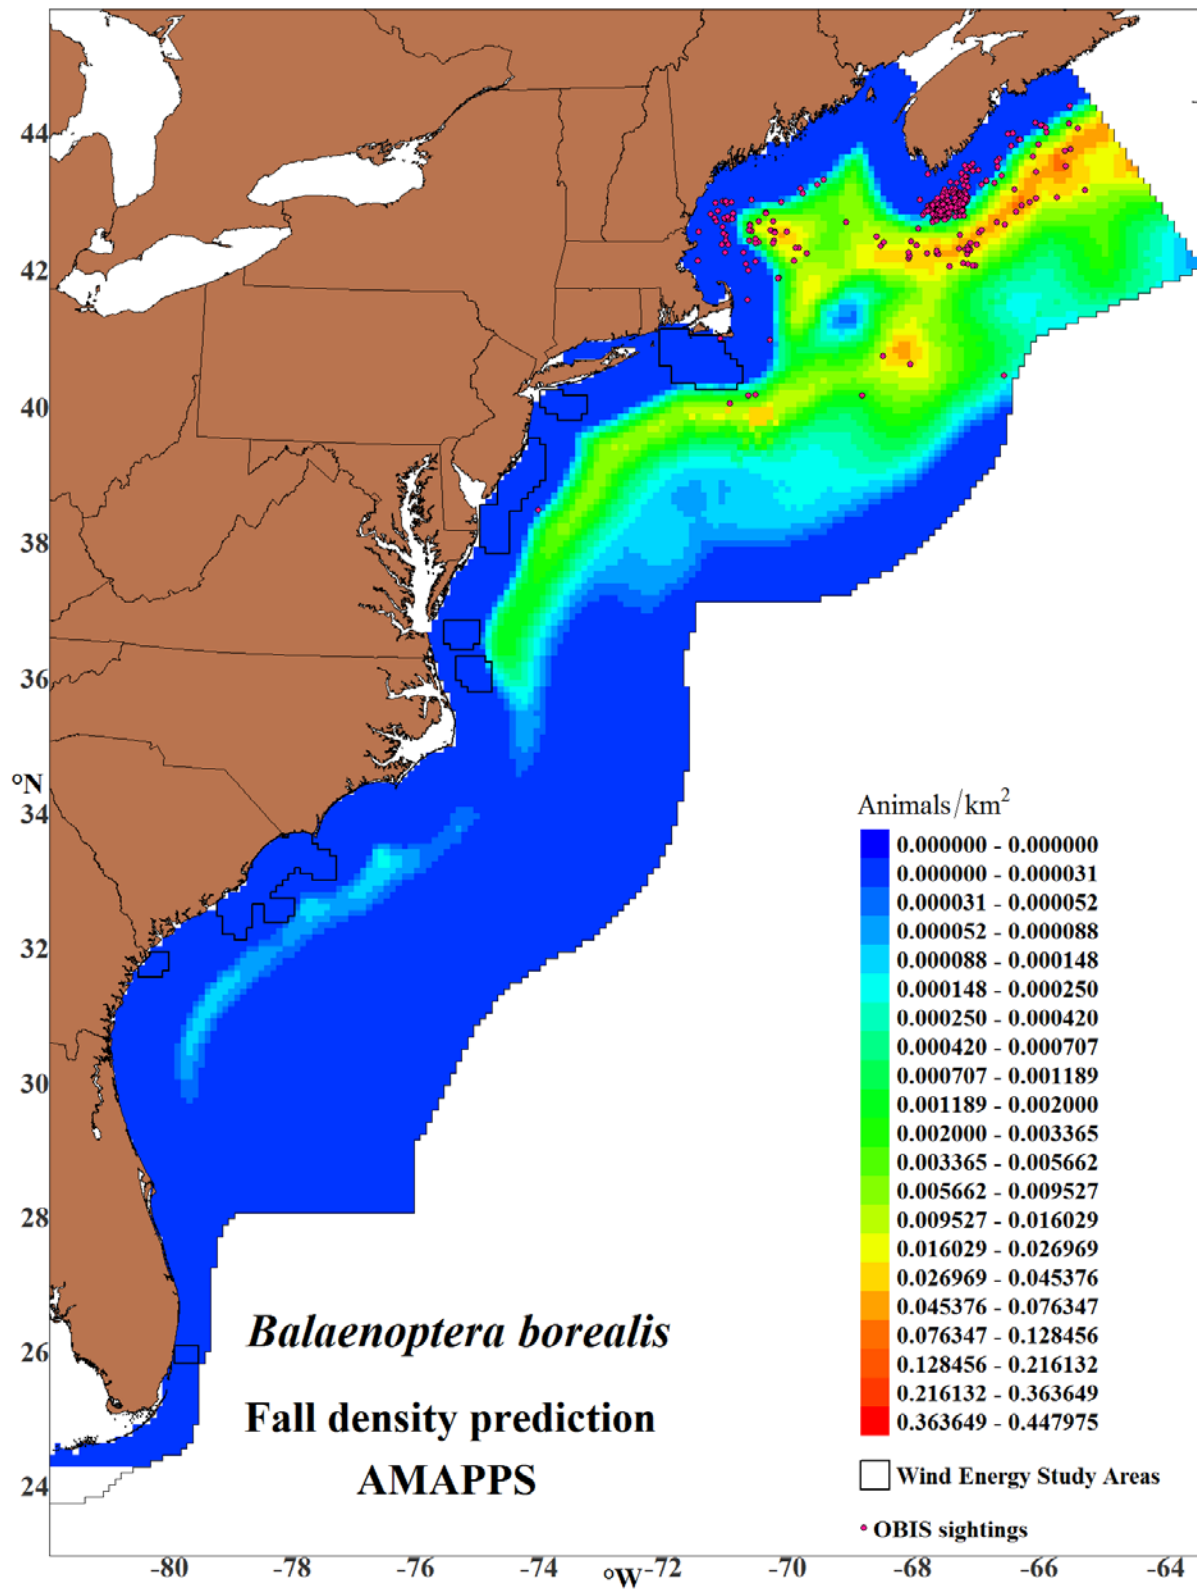 44
42
40
38
36
°N
34
32
30
28
26
24
Animals/km²
0.000000 - 0.000000
0.000000 - 0.000031
0.000031 - 0.000052
0.000052 - 0.000088
0.000088 - 0.000148
0.000148 - 0.000250
0.000250 - 0.000420
0.000420 - 0.000707
0.000707 - 0.001189
0.001189 - 0.002000
0.002000 - 0.003365
0.003365 - 0.005662
0.005662 - 0.009527
0.009527 - 0.016029
0.016029 - 0.026969
0.026969 - 0.045376
0.045376 - 0.076347
0.076347 - 0.128456
0.128456 - 0.216132
0.216132 - 0.363649
0.363649 - 0.447975
Wind Energy Study Areas
OBIS sightings
Balaenoptera borealis
Fall density prediction
AMAPPS
-80 -78 -76 -74 °W -72 -70 -68 -66 -64